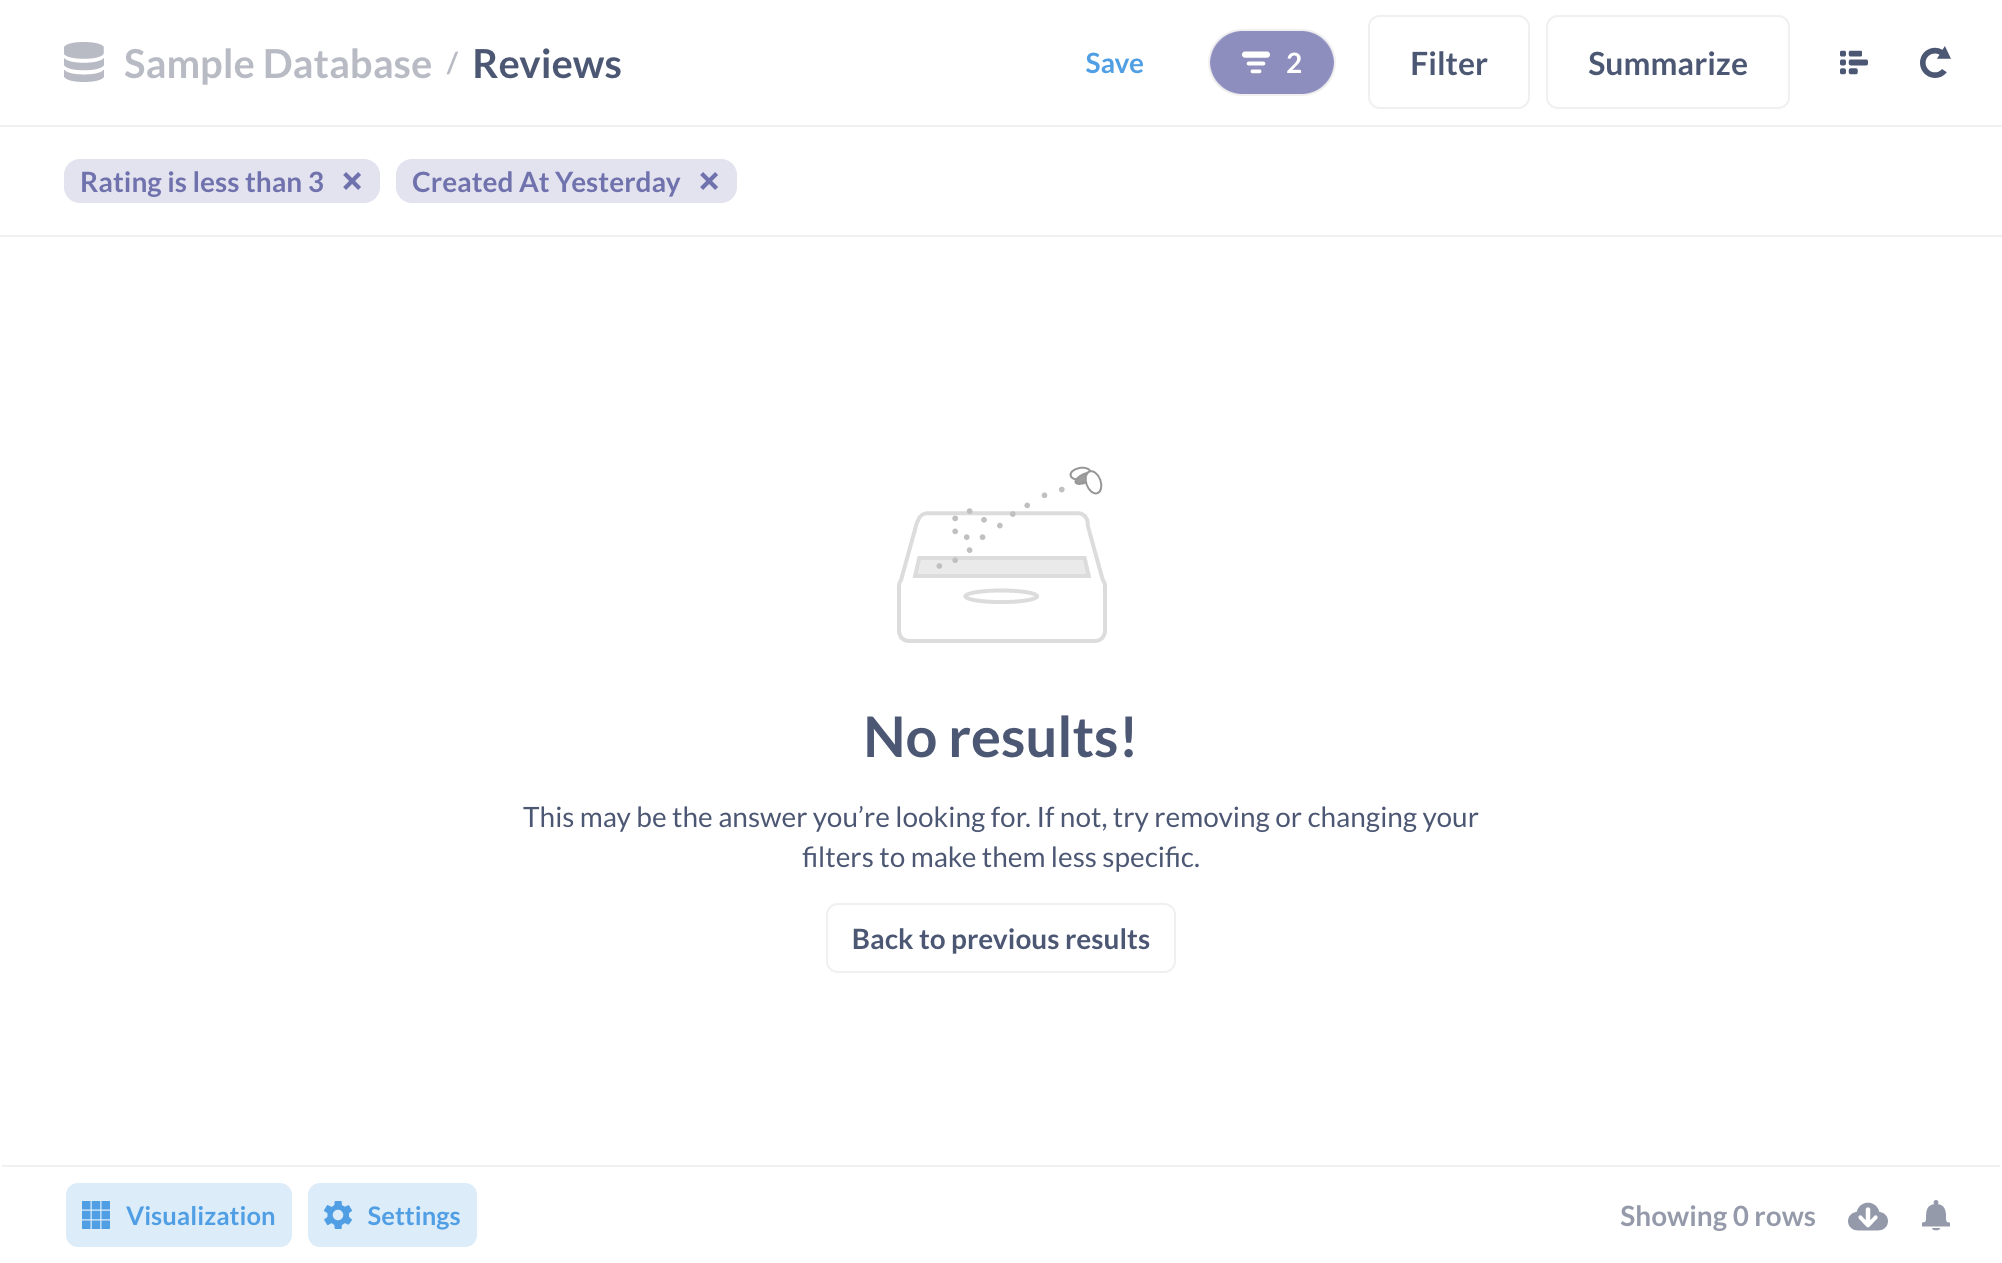 Sample Database / Reviews
Save
2
Filter
Summarize
Rating is less than 3
Created At Yesterday
No results!
This may be the answer you’re looking for. If not, try removing or changing your
filters to make them less specific.
Back to previous results
Visualization
Settings
Showing 0 rows